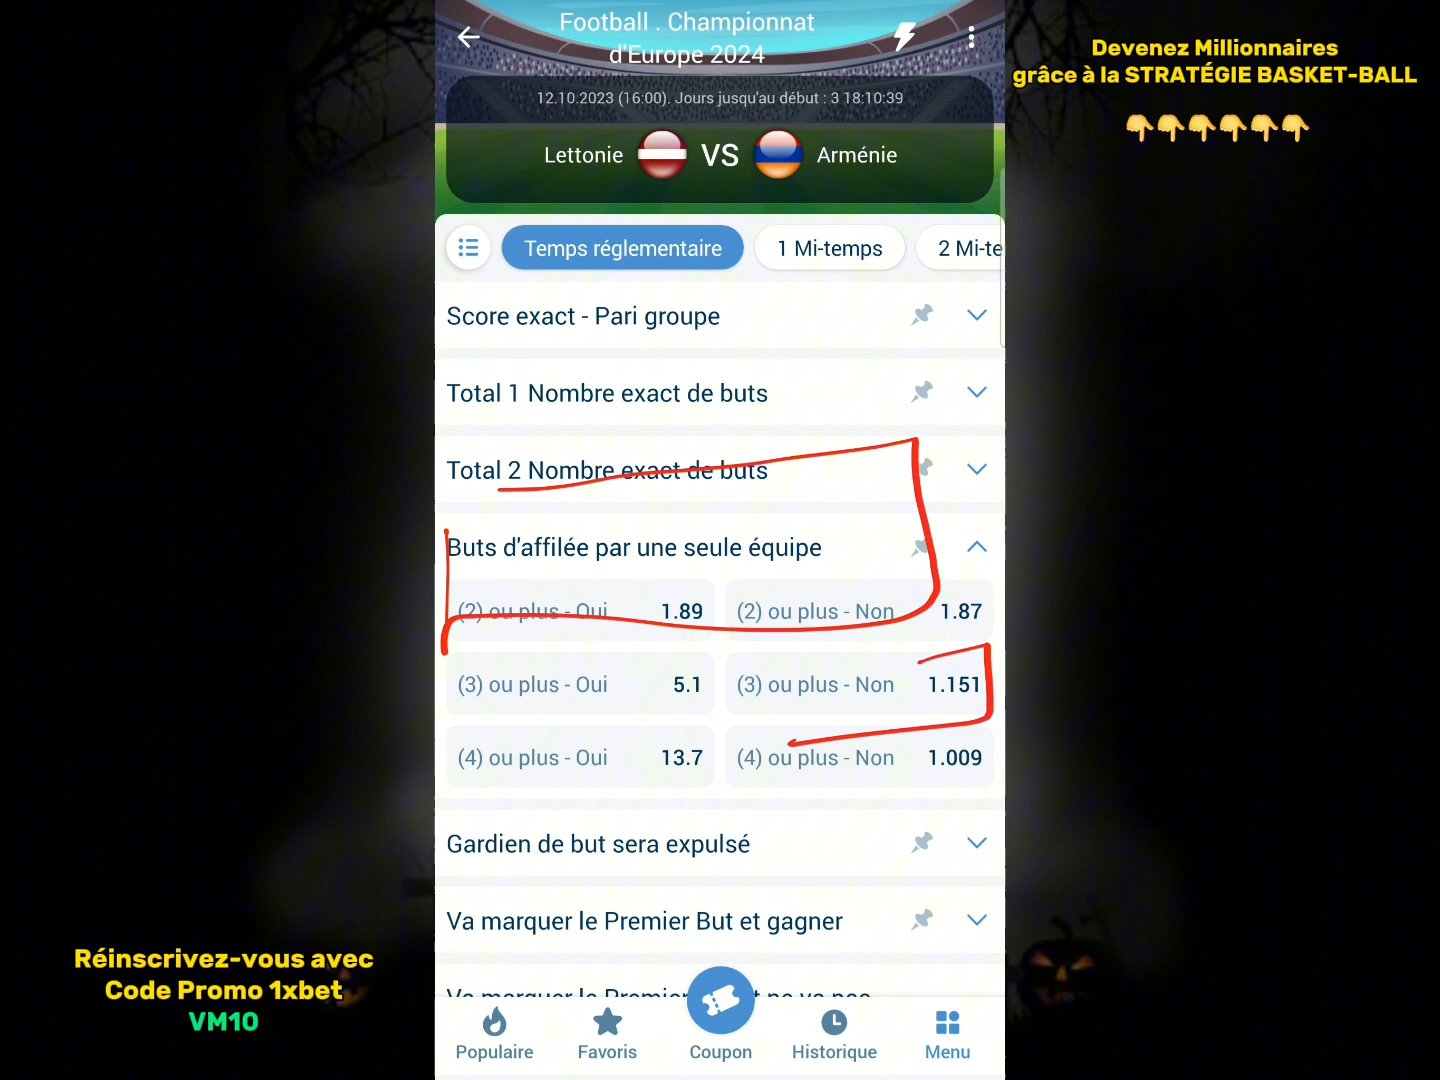 Football . Championnat
d'Europe 2024
12.10.2023 (16:00). Jours jusqu'au début : 3 18:10:39
Lettonie VS Arménie
Temps réglementaire 1 Mi-temps 2 Mi-te
Score exact - Pari groupe
Total 1 Nombre exact de buts
Total 2 Nombre exact de buts
Buts d'affilée par une seule équipe
(2) ou plus - Oui 1.89 (2) ou plus - Non 1.87
(3) ou plus - Oui 5.1 (3) ou plus - Non 1.151
(4) ou plus - Oui 13.7 (4) ou plus - Non 1.009
Gardien de but sera expulsé
Va marquer le Premier But et gagner
Va marquer le Premier
Populaire Favoris Coupon Historique Menu
Devenez Millionnaires
grâce à la STRATÉGIE BASKET-BALL
👇👇👇👇👇👇
Réinscrivez-vous avec
Code Promo 1xbet
VM10